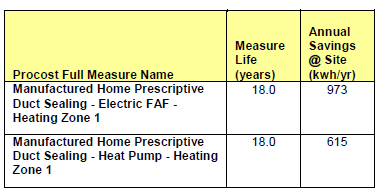 Procost Full Measure Name
Measure
Life
(years)
Annual
Savings
@ Site
(kwh/yr)
Manufactured Home Prescriptive
Duct Sealing - Electric FAF -
Heating Zone 1
18.0
973
Manufactured Home Prescriptive
Duct Sealing - Heat Pump - Heating
Zone 1
18.0
615